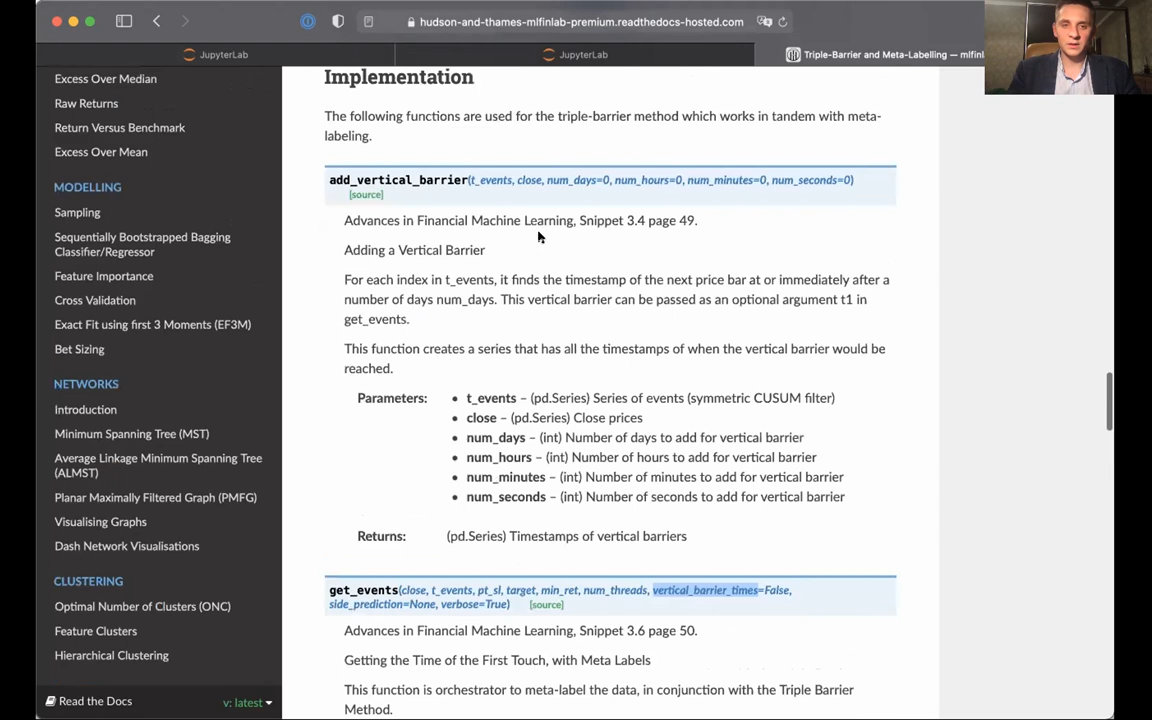 hudson-and-thames-mlfinlab-premium.readthedocs-hosted.com
JupyterLab
JupyterLab
Triple-Barrier and Meta-Labelling — mlfinl
Excess Over Median
Raw Returns
Return Versus Benchmark
Excess Over Mean
MODELLING
Sampling
Sequentially Bootstrapped Bagging
Classifier/Regressor
Feature Importance
Cross Validation
Exact Fit using first 3 Moments (EF3M)
Bet Sizing
NETWORKS
Introduction
Minimum Spanning Tree (MST)
Average Linkage Minimum Spanning Tree
(ALMST)
Planar Maximally Filtered Graph (PMFG)
Visualising Graphs
Dash Network Visualisations
CLUSTERING
Optimal Number of Clusters (ONC)
Feature Clusters
Hierarchical Clustering
Read the Docs
v: latest
Implementation
The following functions are used for the triple-barrier method which works in tandem with meta-
labeling.
add_vertical_barrier(t_events, close, num_days=0, num_hours=0, num_minutes=0, num_seconds=0)
[source]
Advances in Financial Machine Learning, Snippet 3.4 page 49.
Adding a Vertical Barrier
For each index in t_events, it finds the timestamp of the next price bar at or immediately after a
number of days num_days. This vertical barrier can be passed as an optional argument t1 in
get_events.
This function creates a series that has all the timestamps of when the vertical barrier would be
reached.
Parameters:
• t_events – (pd.Series) Series of events (symmetric CUSUM filter)
• close – (pd.Series) Close prices
• num_days – (int) Number of days to add for vertical barrier
• num_hours – (int) Number of hours to add for vertical barrier
• num_minutes – (int) Number of minutes to add for vertical barrier
• num_seconds – (int) Number of seconds to add for vertical barrier
Returns: (pd.Series) Timestamps of vertical barriers
get_events(close, t_events, pt_sl, target, min_ret, num_threads, vertical_barrier_times=False,
side_prediction=None, verbose=True) [source]
Advances in Financial Machine Learning, Snippet 3.6 page 50.
Getting the Time of the First Touch, with Meta Labels
This function is orchestrator to meta-label the data, in conjunction with the Triple Barrier
Method.